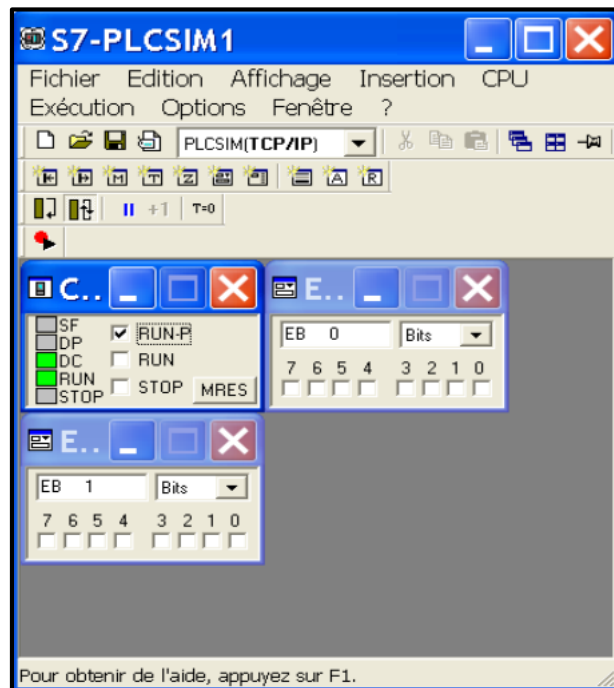 S7-PLCSIM1
Fichier Edition Affichage Insertion CPU
Exécution Options Fenêtre ?
PLCSIM(TCP/IP)
+1 T=0
C..
SF
DP
DC
RUN
STOP
RUN-P
RUN
STOP MRES
E..
EB 0 Bits
7 6 5 4 3 2 1 0
E..
EB 1 Bits
7 6 5 4 3 2 1 0
Pour obtenir de l'aide, appuyez sur F1.